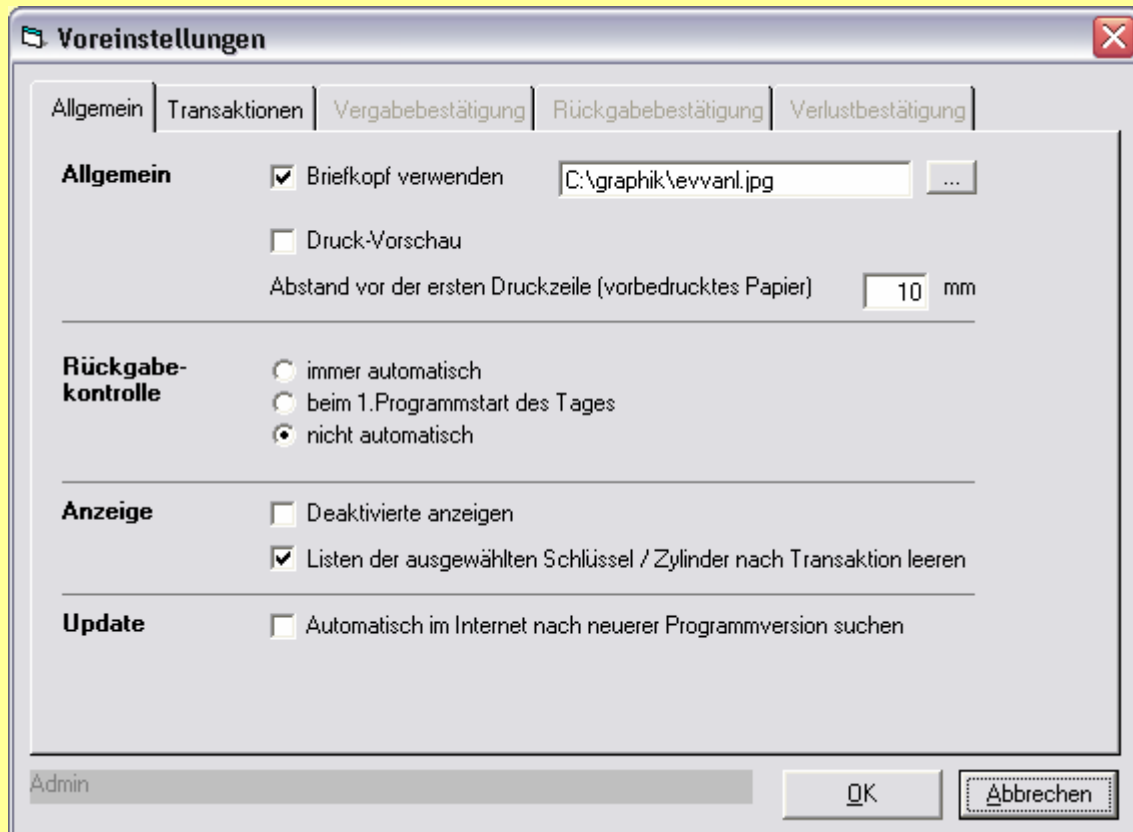 Voreinstellungen
Allgemein Transaktionen Vergabebestätigung Rückgabebestätigung Verlustbestätigung
Allgemein Briefkopf verwenden C:\graphik\evvanl.jpg ...
Druck-Vorschau
Abstand vor der ersten Druckzeile (vorbedrucktes Papier) 10 mm
Rückgabe-
kontrolle
immer automatisch
beim 1.Programmstart des Tages
nicht automatisch
Anzeige Deaktivierte anzeigen
Listen der ausgewählten Schlüssel / Zylinder nach Transaktion leeren
Update Automatisch im Internet nach neuerer Programmversion suchen
Admin OK Abbrechen